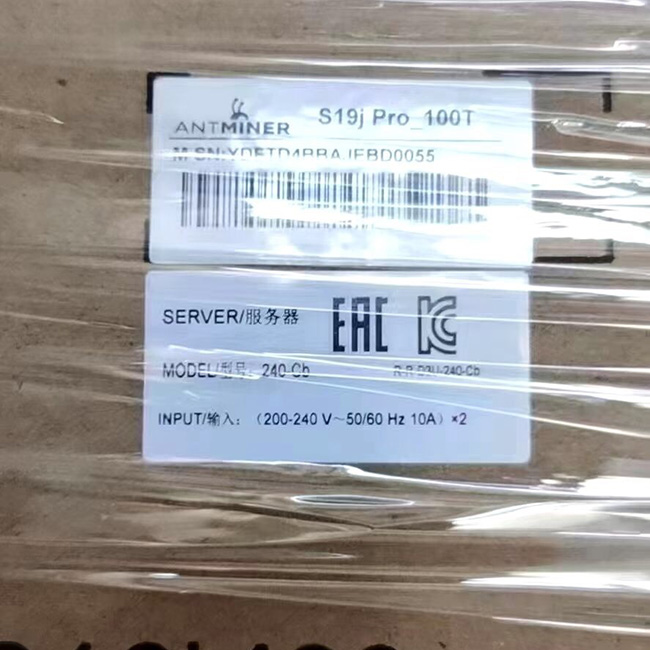 ANTMINER S19j Pro_100T
SERVER/服务器 EAC
MODEL/型号: 240-Cb
INPUT/输入: (200-240 V~50/60 Hz 10A) ×2